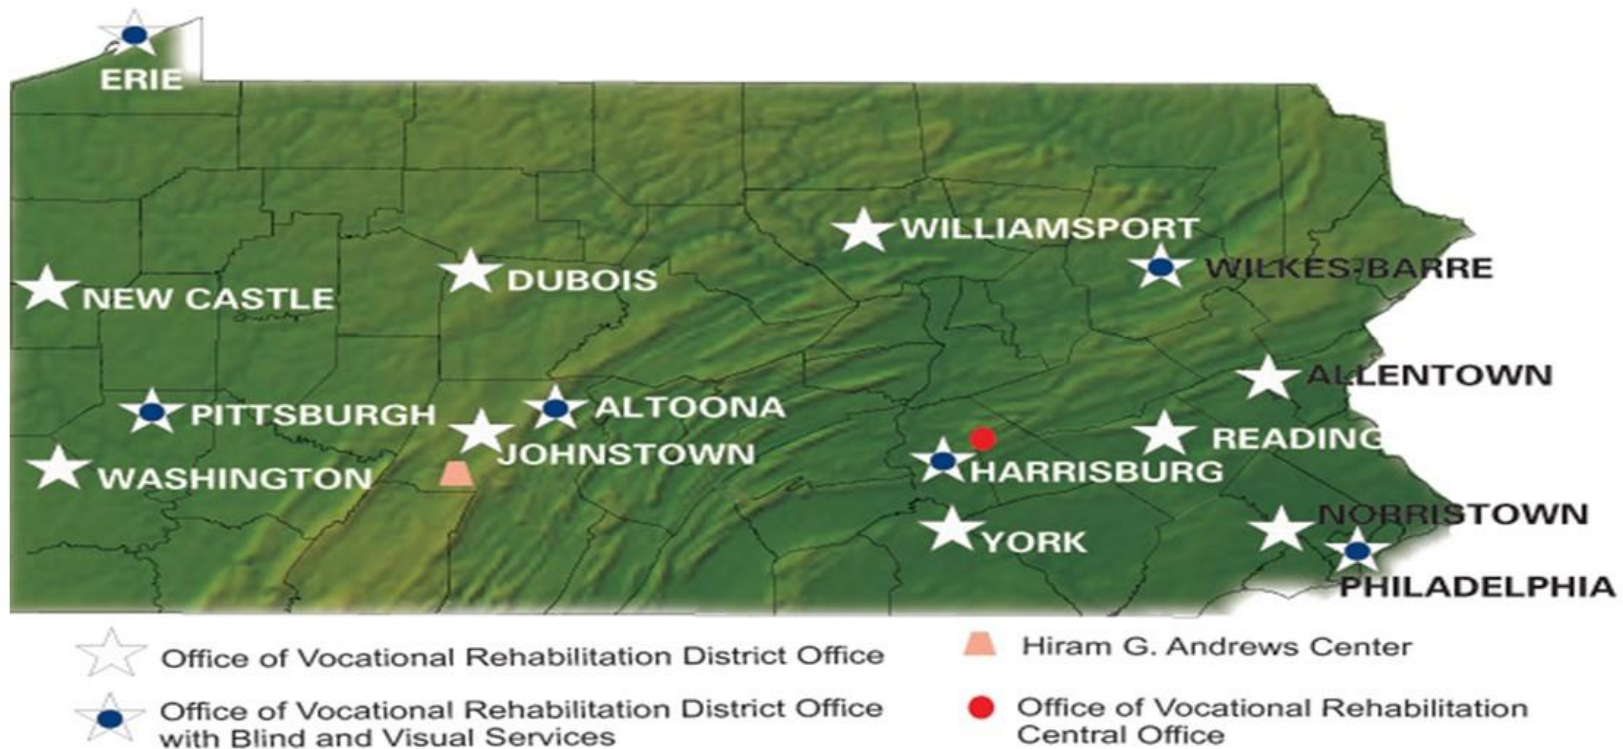 ERIE
WILLIAMSPORT
WILKES-BARRE
DUBOIS
NEW CASTLE
ALLENTOWN
PITTSBURGH
ALTOONA
READING
JOHNSTOWN
HARRISBURG
WASHINGTON
NORRISTOWN
YORK
PHILADELPHIA
Office of Vocational Rehabilitation District Office
Hiram G. Andrews Center
Office of Vocational Rehabilitation District Office
with Blind and Visual Services
Office of Vocational Rehabilitation
Central Office